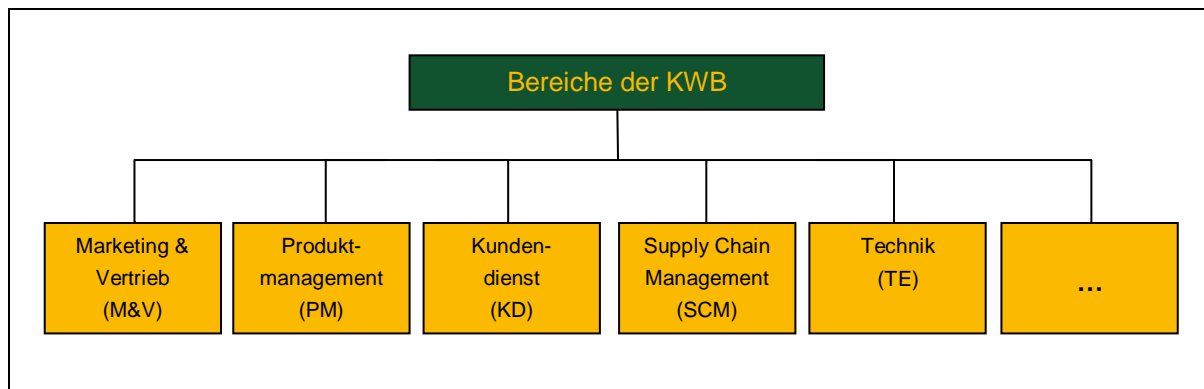 Bereiche der KWB
Marketing &
Vertrieb
(M&V)
Produkt-
management
(PM)
Kunden-
dienst
(KD)
Supply Chain
Management
(SCM)
Technik
(TE)
...